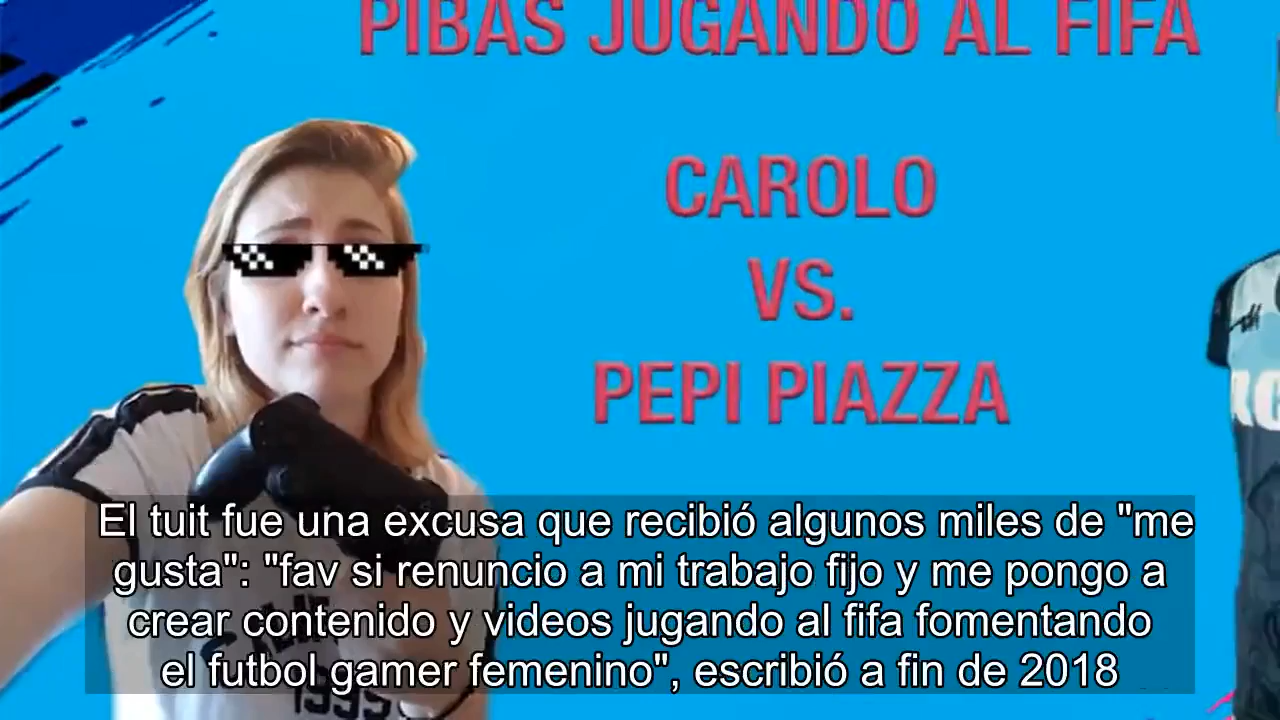 PIBAS JUGANDO AL FIFA
CAROLO
VS.
PEPI PIAZZA
El tuit fue una excusa que recibió algunos miles de "me
gusta": "fav si renuncio a mi trabajo fijo y me pongo a
crear contenido y videos jugando al fifa fomentando
el futbol gamer femenino", escribió a fin de 2018